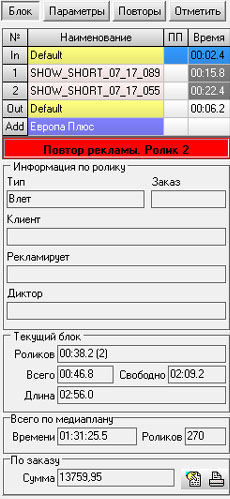 Блок Параметры Повторы Отметить
№ Наименование ПП Время
In Default 00:02.4
1 SHOW_SHORT_07_17_089 00:15.8
2 SHOW_SHORT_07_17_055 00:22.4
Out Default 00:06.2
Add Европа Плюс
Повтор рекламы. Ролик 2
Информация по ролику
Тип Заказ
Влет
Клиент
Рекламирует
Диктор
Текущий блок
Роликов 00:38.2 (2)
Всего 00:46.8 Свободно 02:09.2
Длина 02:56.0
Всего по медиаплану
Времени 01:31:25.5 Роликов 270
По заказу
Сумма 13759,95